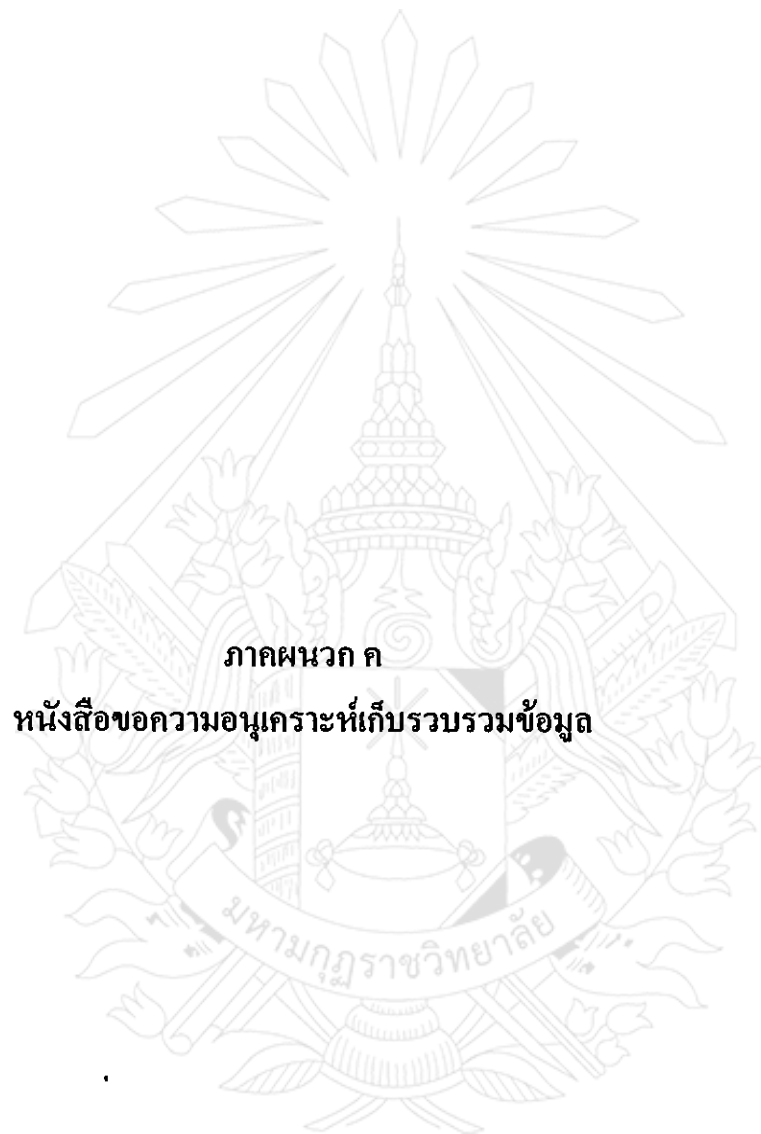 ภาคผนวก ค
หนังสือขอความอนุเคราะห์เก็บรวบรวมข้อมูล
มหามกุฏราชวิทยาลัย